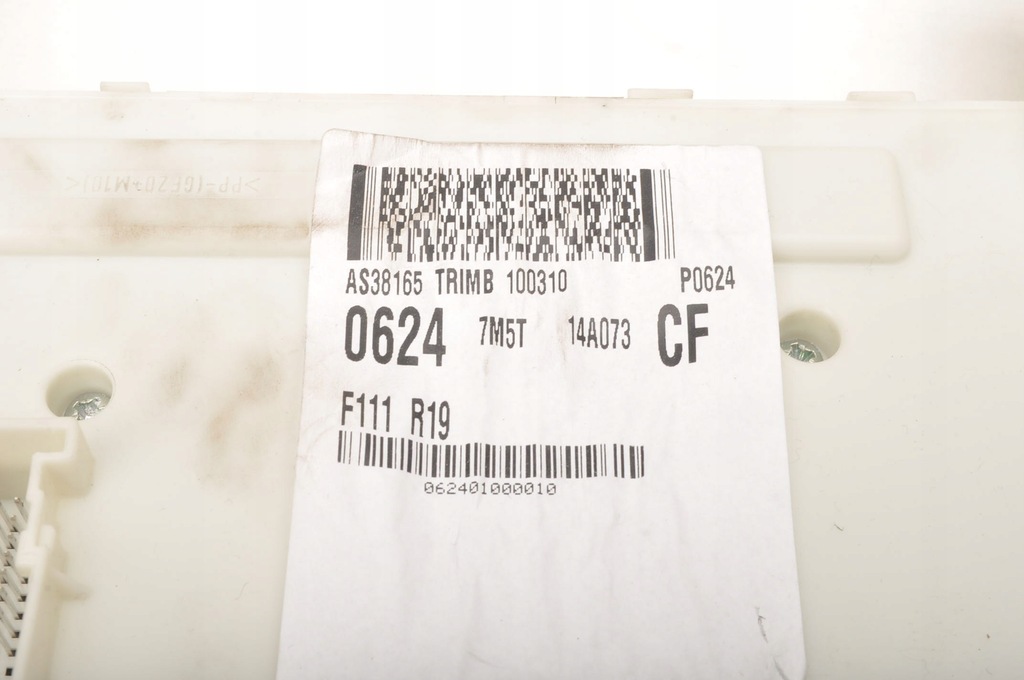 >PP-(GF20+M10)<
AS38165 TRIMB 100310 P0624
0624 7M5T 14A073 CF
F111 R19
062401000010